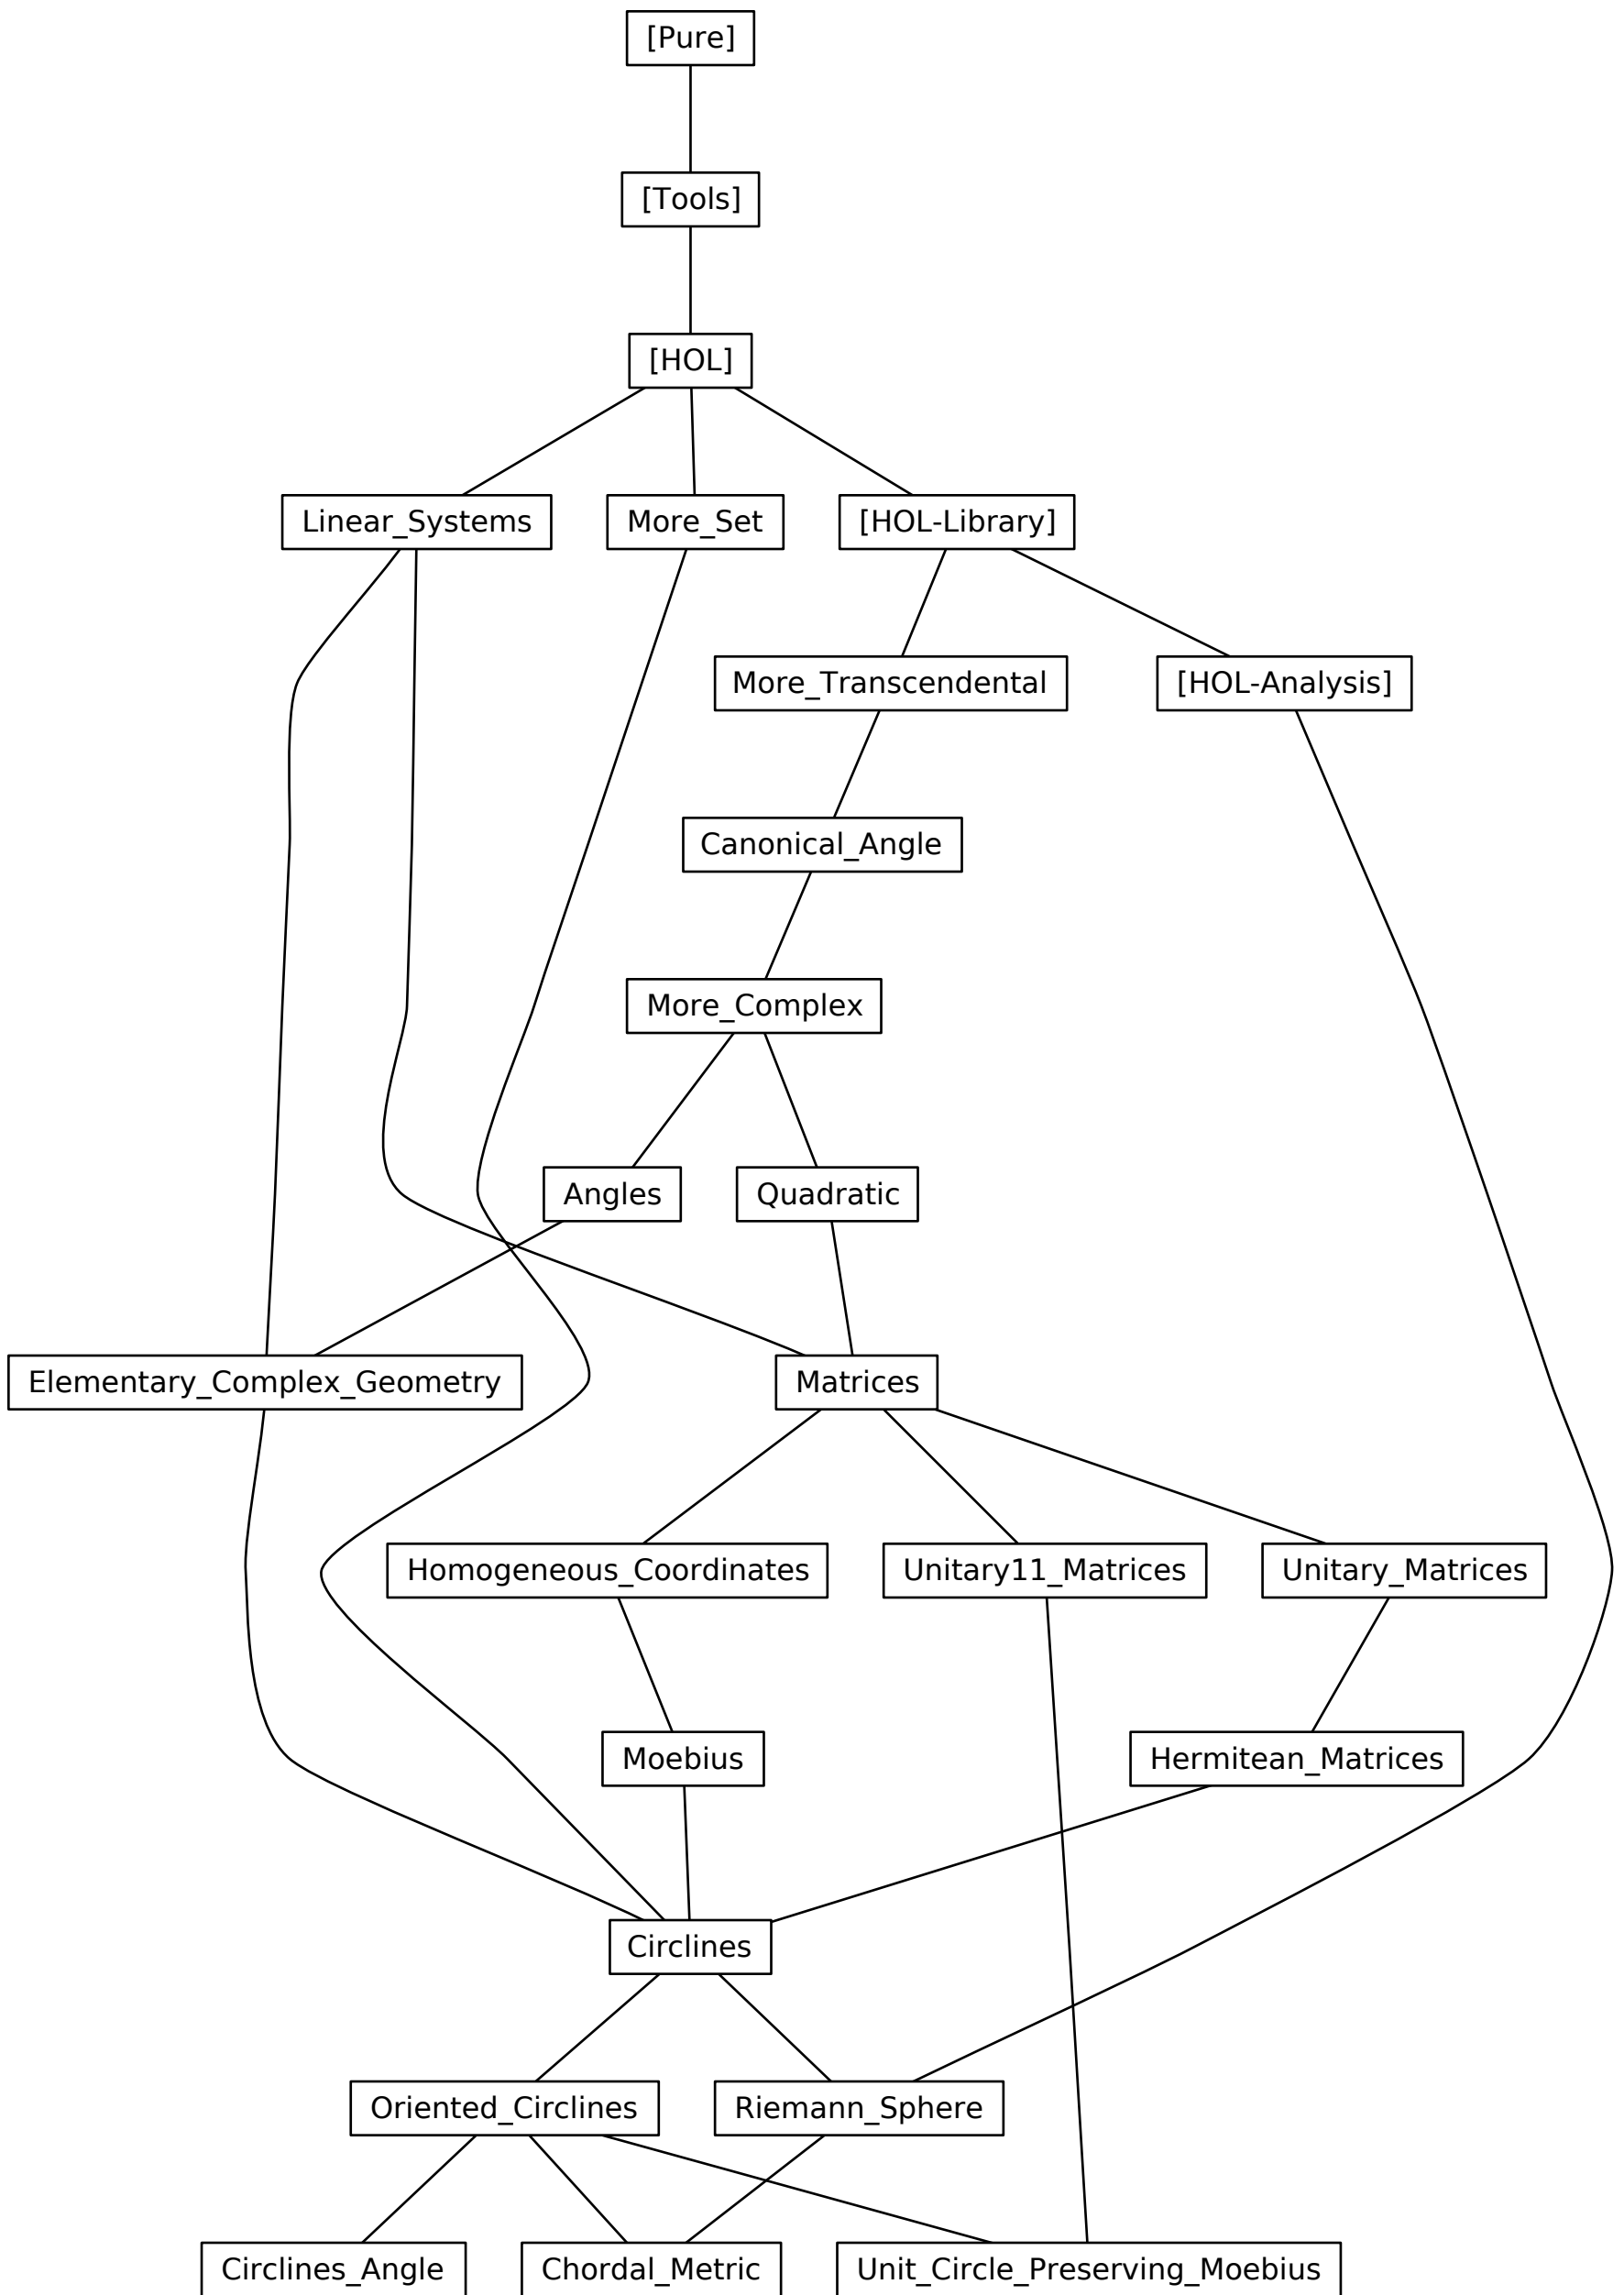 [Pure]
[Tools]
[HOL]
Linear_Systems
More_Set
[HOL-Library]
More_Transcendental
[HOL-Analysis]
Canonical_Angle
More_Complex
Angles
Quadratic
Elementary_Complex_Geometry
Matrices
Homogeneous_Coordinates
Unitary11_Matrices
Unitary_Matrices
Moebius
Hermitean_Matrices
Circlines
Oriented_Circlines
Riemann_Sphere
Circlines_Angle
Chordal_Metric
Unit_Circle_Preserving_Moebius